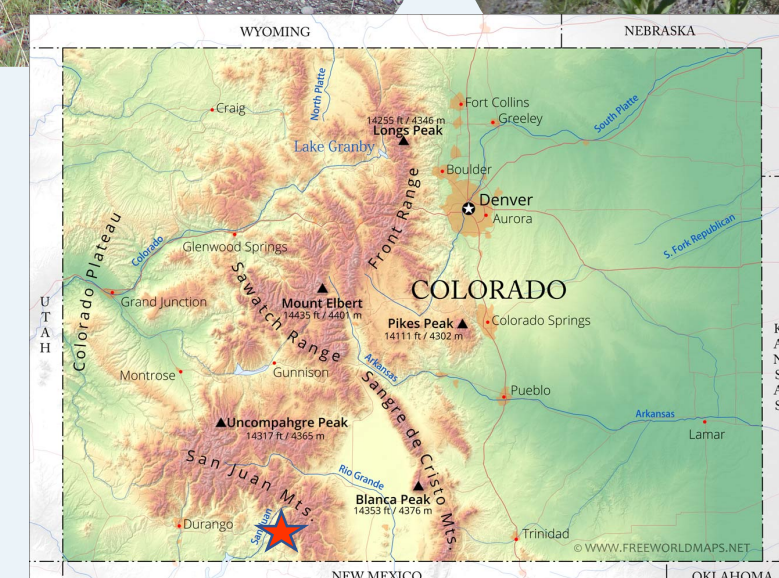 WYOMING
NEBRASKA
North Platte
Craig
14255 ft / 4346 m
Longs Peak
Fort Collins
Greeley
South Platte
Lake Granby
Boulder
Front Range
Denver
Aurora
S. Fork Republican
Colorado Plateau
Colorado
Glenwood Springs
Sawatch Range
UTAH
Grand Junction
Mount Elbert
14435 ft / 4401 m
COLORADO
Pikes Peak
14111 ft / 4302 m
Colorado Springs
KANSAS
Montrose
Gunnison
Arkansas
Sangre de Cristo Mts.
Pueblo
Arkansas
Lamar
Uncompahgre Peak
14317 ft / 4365 m
San Juan Mts.
Rio Grande
Blanca Peak
14353 ft / 4376 m
Durango
San Juan
Trinidad
© WWW.FREEWORLDMAPS.NET
NEW MEXICO
OKLAHOMA